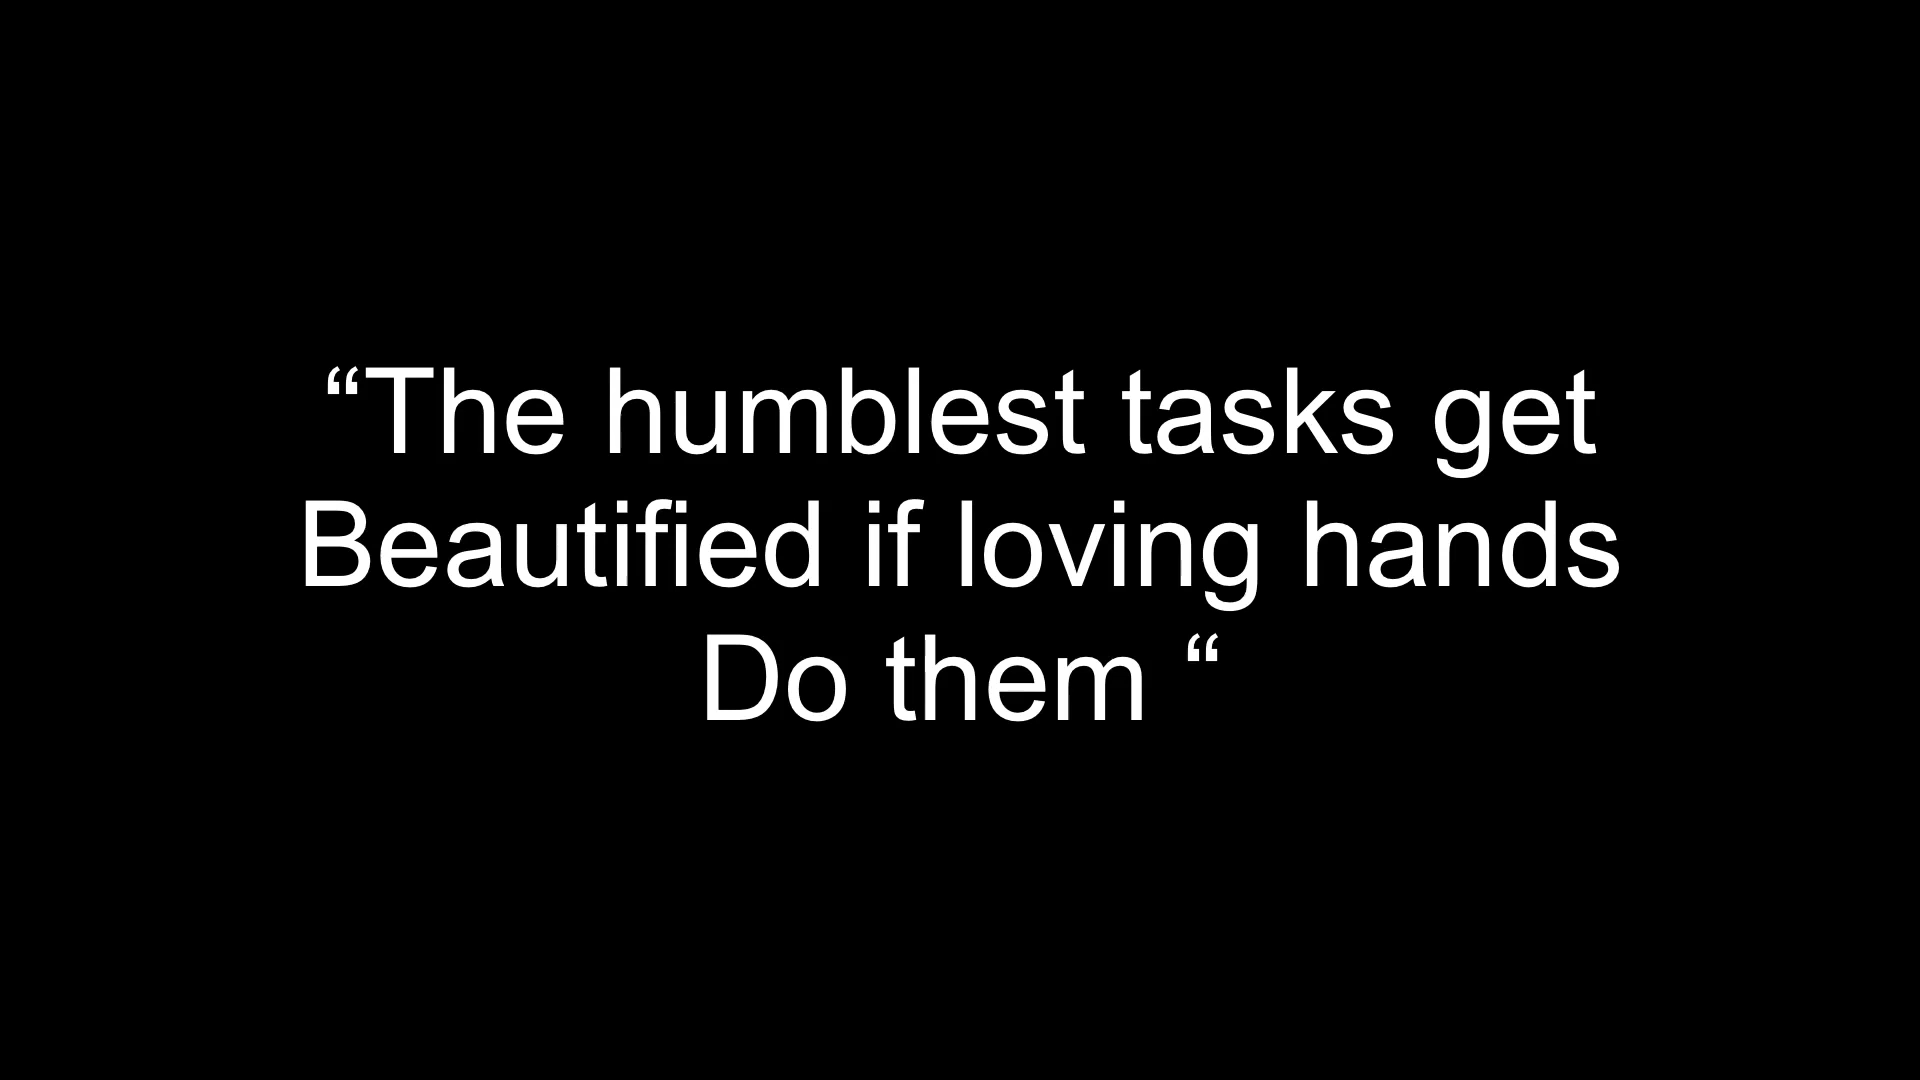 “The humblest tasks get
Beautified if loving hands
Do them “